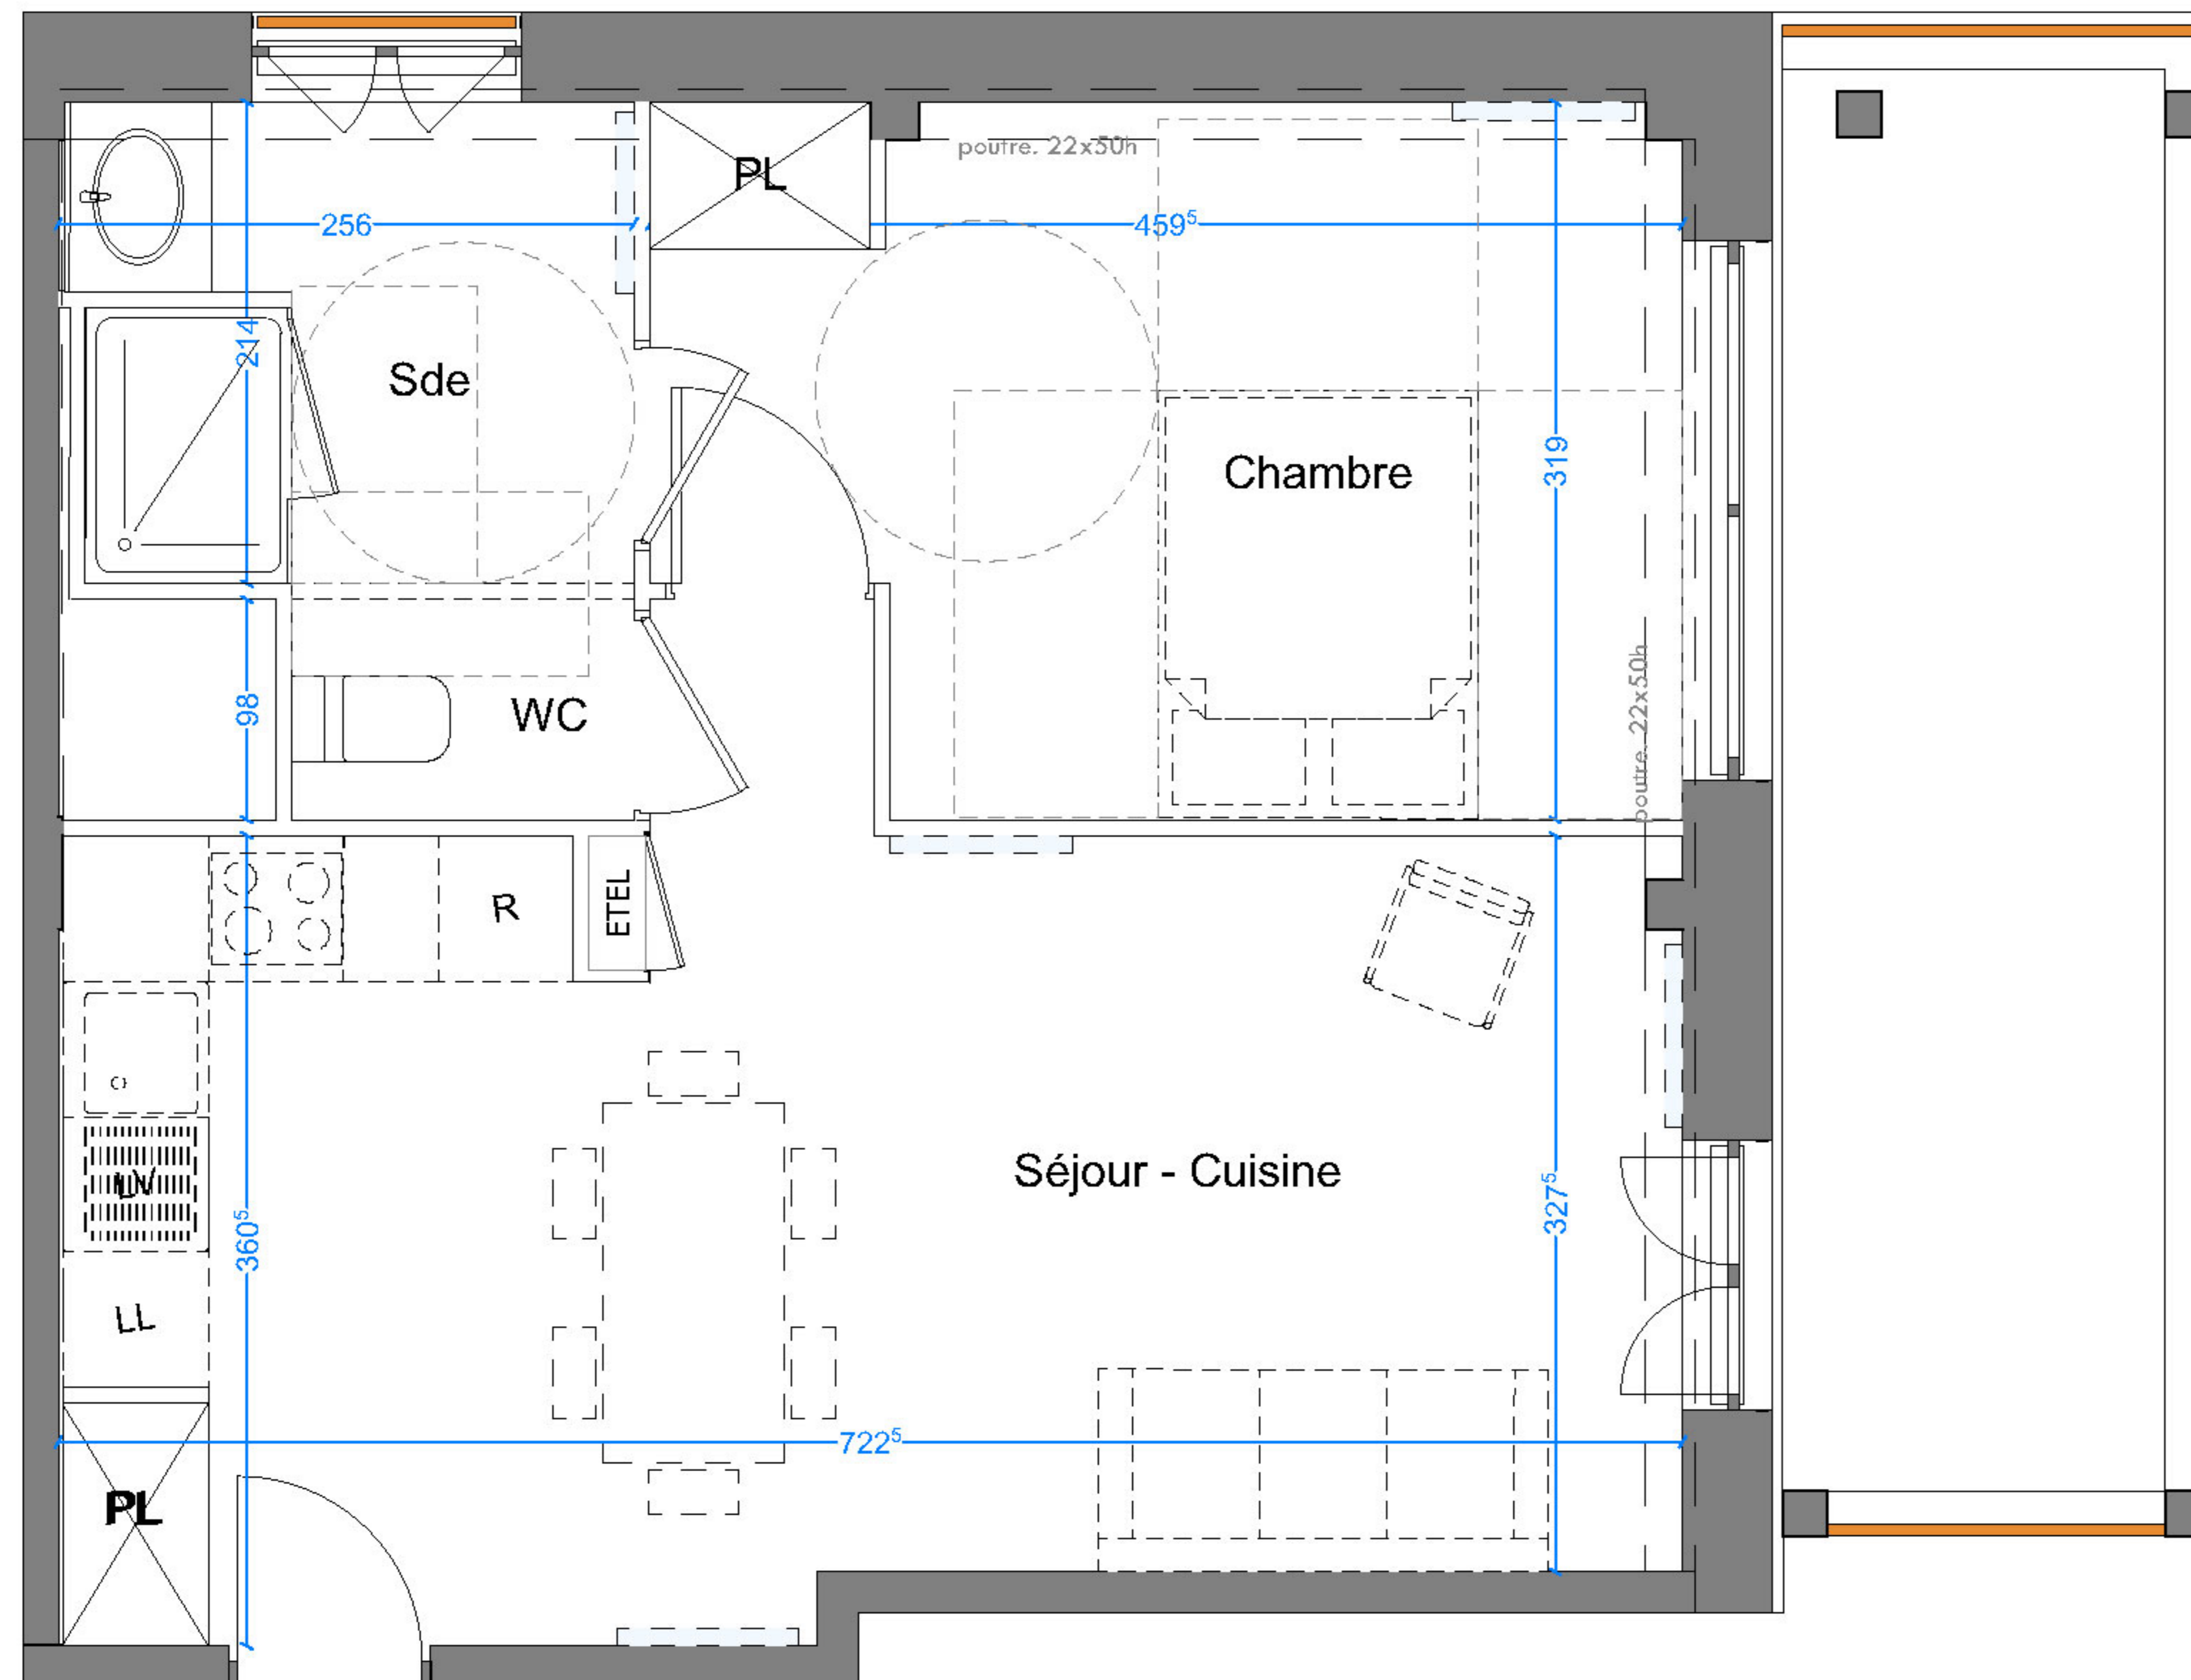 poutre. 22x50h
PL
256
459⁵
214
Sde
Chambre
319
98
WC
poutre. 22x50h
R
ETEL
Séjour - Cuisine
LV
360⁵
327⁵
LL
722⁵
PL